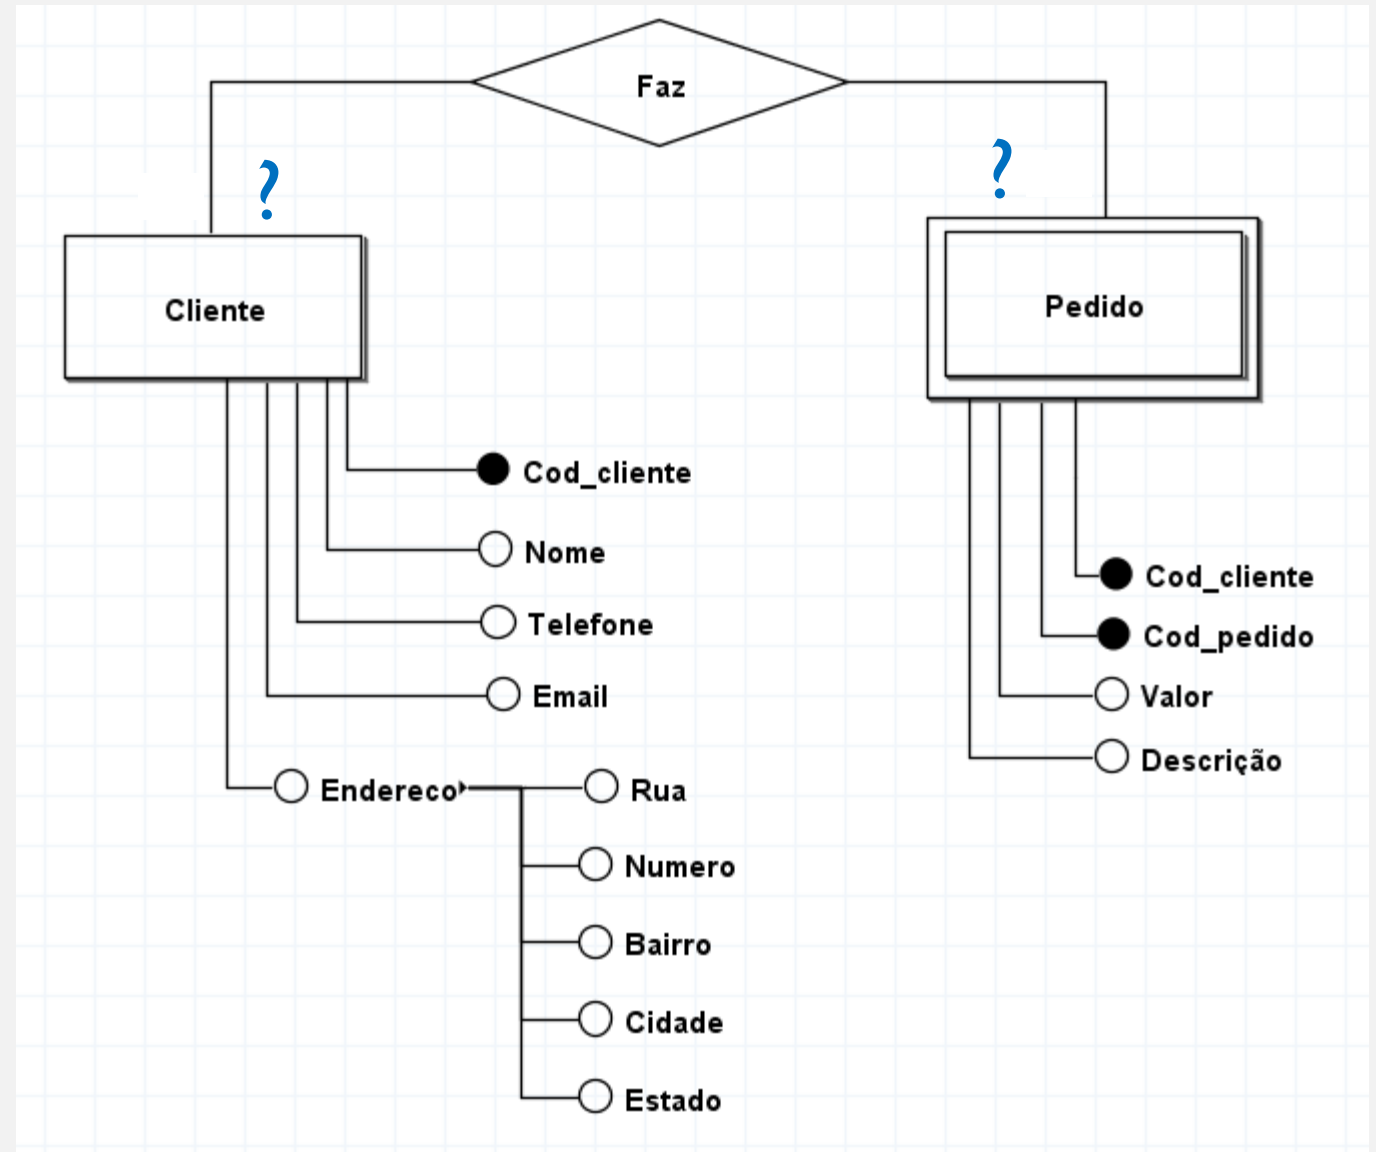 Faz
?
?
Cliente
Pedido
Cod_cliente
Nome
Telefone
Email
Endereco
Rua
Numero
Bairro
Cidade
Estado
Cod_cliente
Cod_pedido
Valor
Descrição